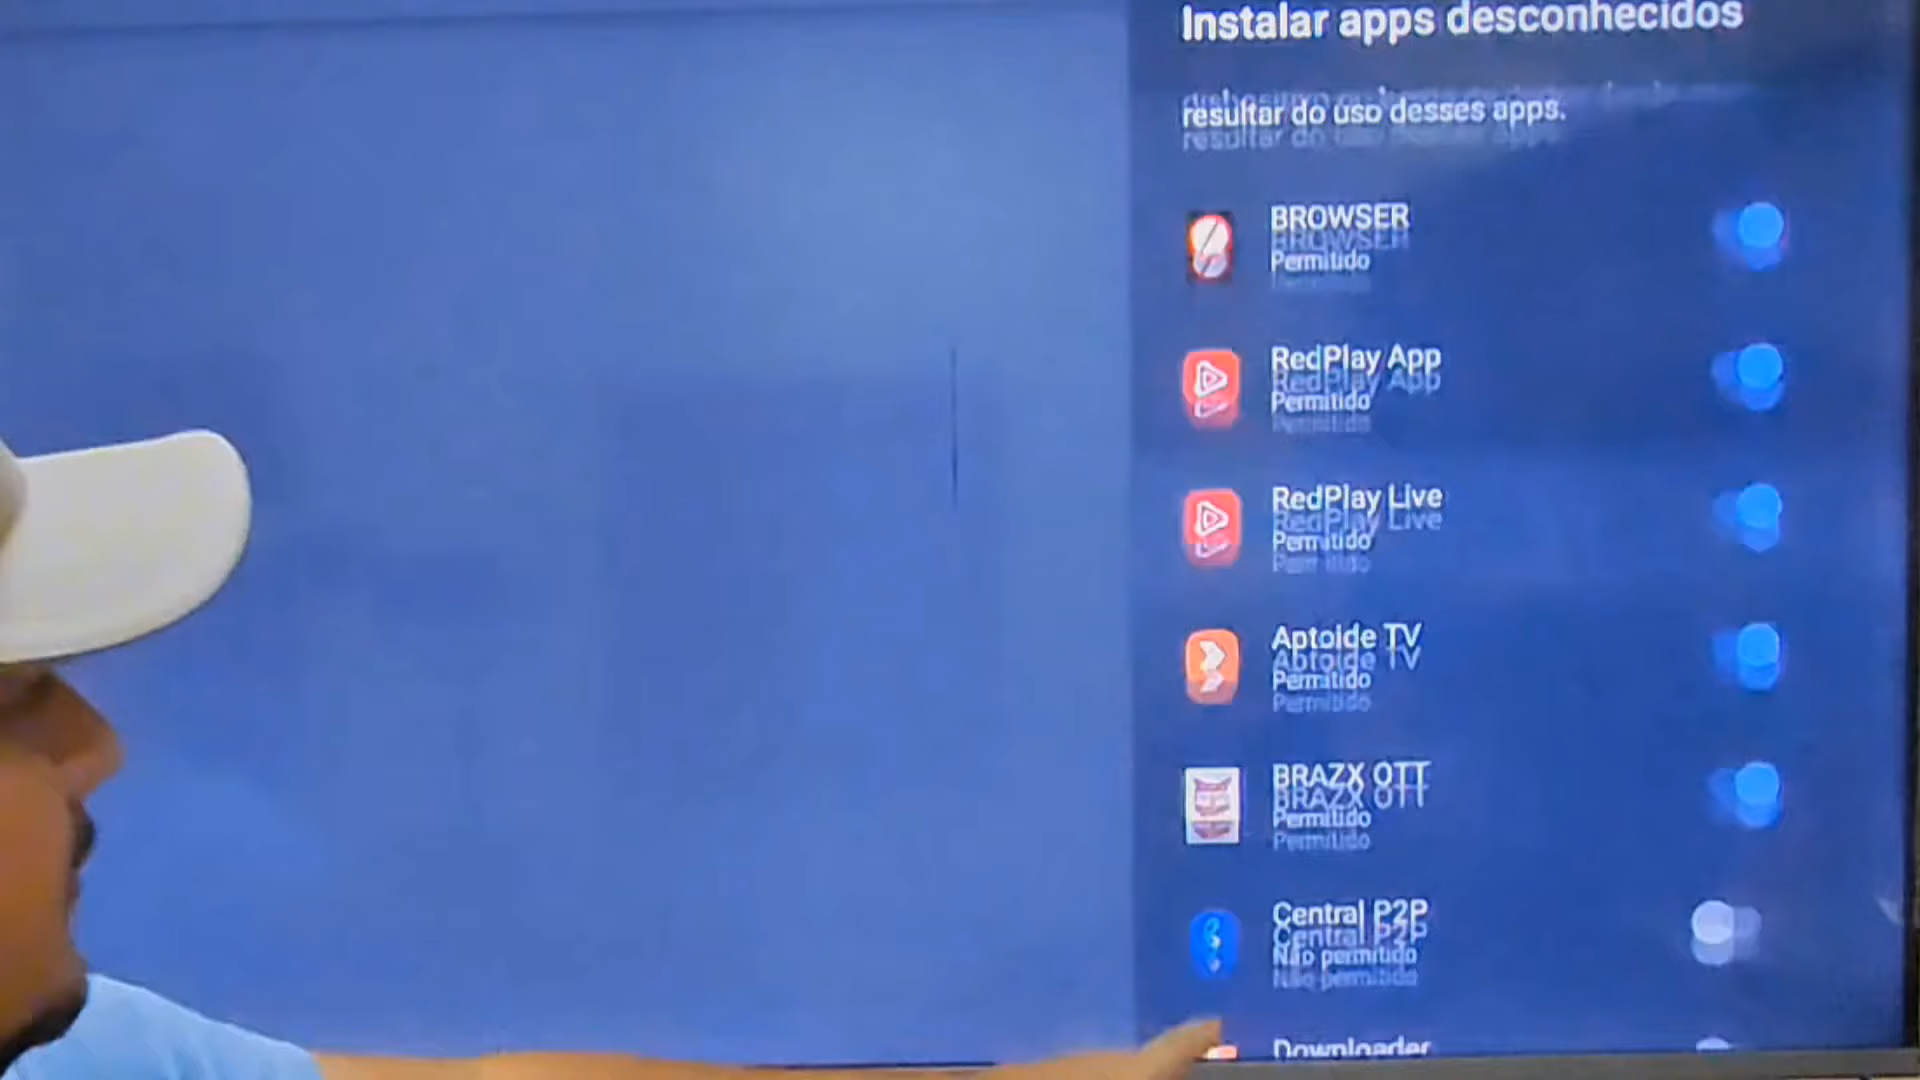 Instalar apps desconhecidos
resultar do uso desses apps.
BROWSER
Permitido
RedPlay App
Permitido
RedPlay Live
Permitido
Aptoide TV
Permitido
BRAZX OTT
Permitido
Central P2P
Não permitido
Downloader